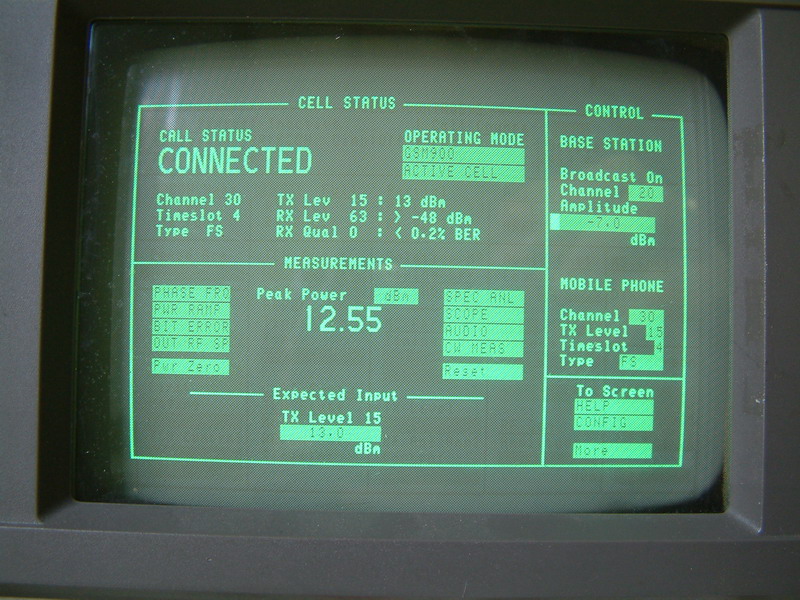 CELL STATUS
CALL STATUS
CONNECTED
OPERATING MODE
GSM900
ACTIVE CELL
Channel 30
Timeslot 4
Type FS
TX Lev 15 : 13 dBm
RX Lev 63 : > -48 dBm
RX Qual 0 : < 0.2% BER
MEASUREMENTS
PHASE FRQ
PWR RAMP
BIT ERROR
OUT RF SP
Pwr Zero
Peak Power dBm
12.55
SPEC ANL
SCOPE
AUDIO
CW MEAS
Reset
Expected Input
TX Level 15
13.0
dBm
CONTROL
BASE STATION
Broadcast On
Channel 20
Amplitude
-7.0
dBm
MOBILE PHONE
Channel 30
TX Level 15
Timeslot 4
Type FS
To Screen
HELP
CONFIG
More